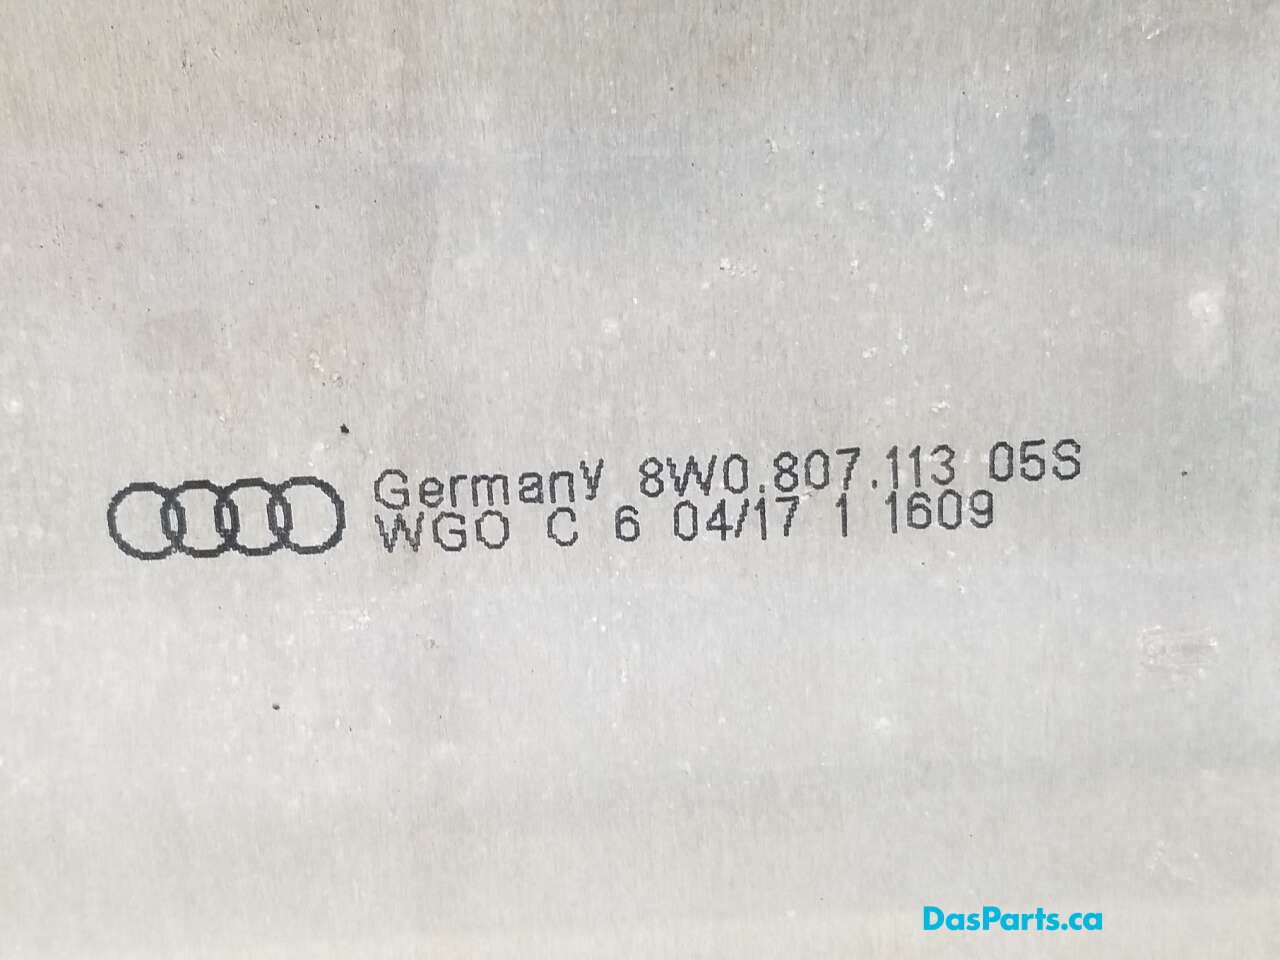 Germany 8W0.807.113 05S
WGO C 6 04/17 1 1609
DasParts.ca